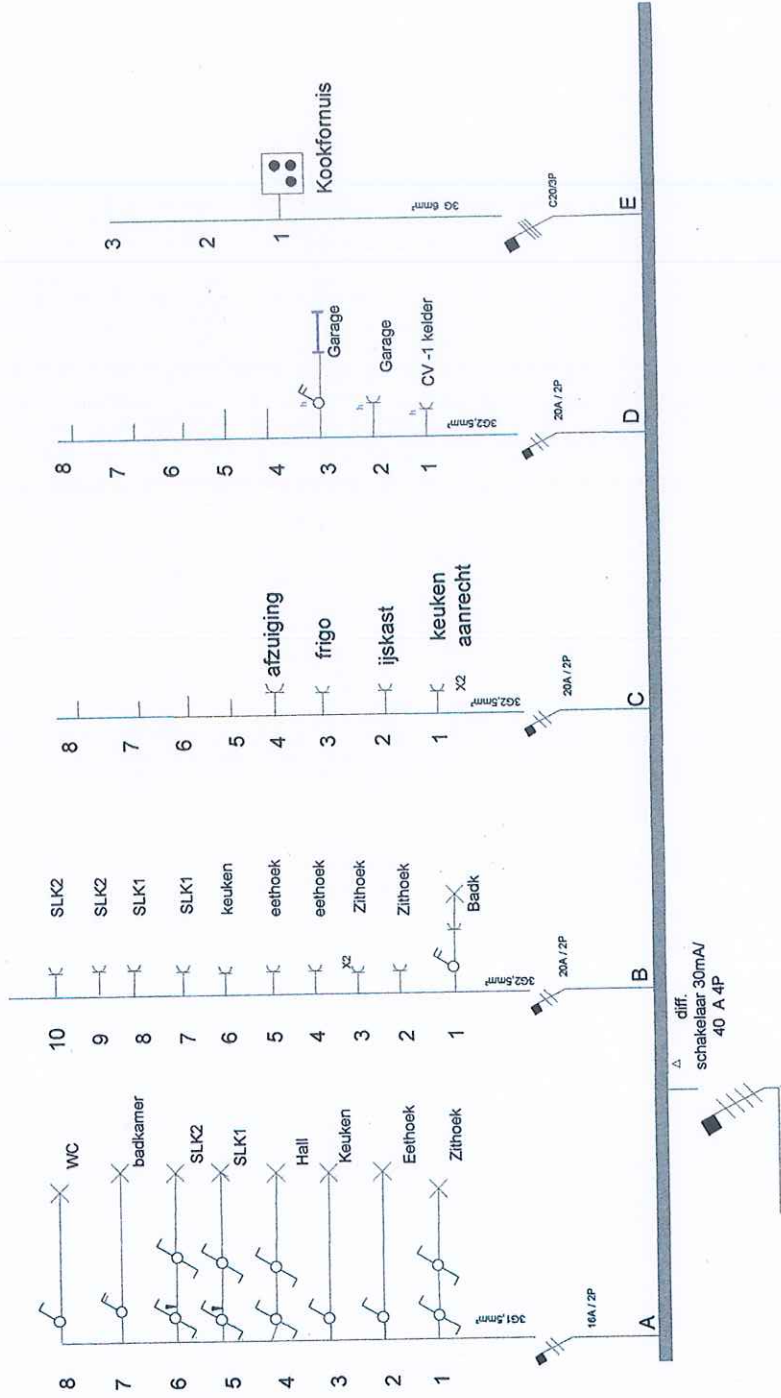 8
WC
7
badkamer
6
SLK2
5
SLK1
4
Hall
3
Keuken
2
Eethoek
1
Zithoek
3G1,5mm²
16A / 2P
A
10
SLK2
9
SLK2
8
SLK1
7
SLK1
6
keuken
5
eethoek
4
eethoek
3
X2
Zithoek
2
Zithoek
1
Badk
3G2,5mm²
20A / 2P
B
8
7
6
5
4
afzuiging
3
frigo
2
ijskast
1
keuken
aanrecht
X2
3G2,5mm²
20A / 2P
C
8
7
6
5
4
3
h
Garage
2
h
Garage
1
h
CV -1 kelder
3G2,5mm²
20A / 2P
D
3
2
1
Kookfornuis
3G 6mm²
C20/3P
E
Δ
diff.
schakelaar 30mA/
40 A 4P